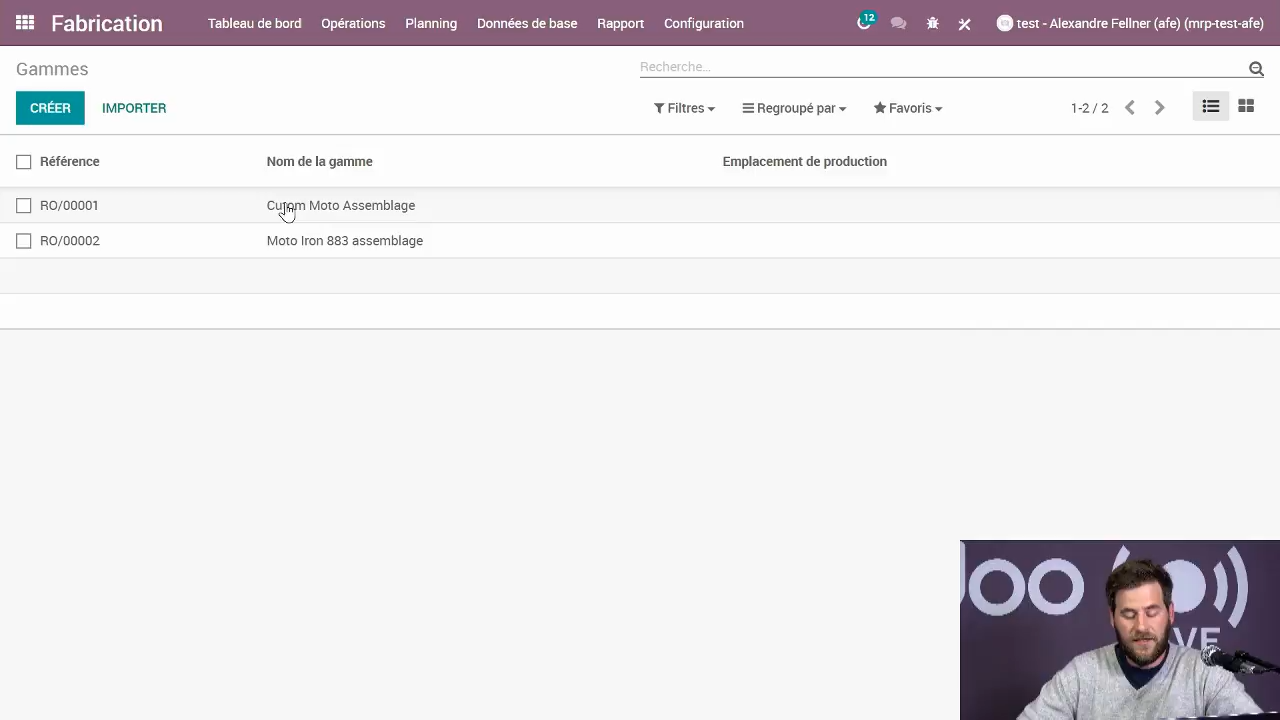 Fabrication Tableau de bord Opérations Planning Données de base Rapport Configuration 12 test - Alexandre Fellner (afe) (mrp-test-afe)
Gammes Recherche...
CRÉER IMPORTER Filtres Regroupé par Favoris 1-2 / 2
Référence Nom de la gamme Emplacement de production
RO/00001 Cutom Moto Assemblage
RO/00002 Moto Iron 883 assemblage